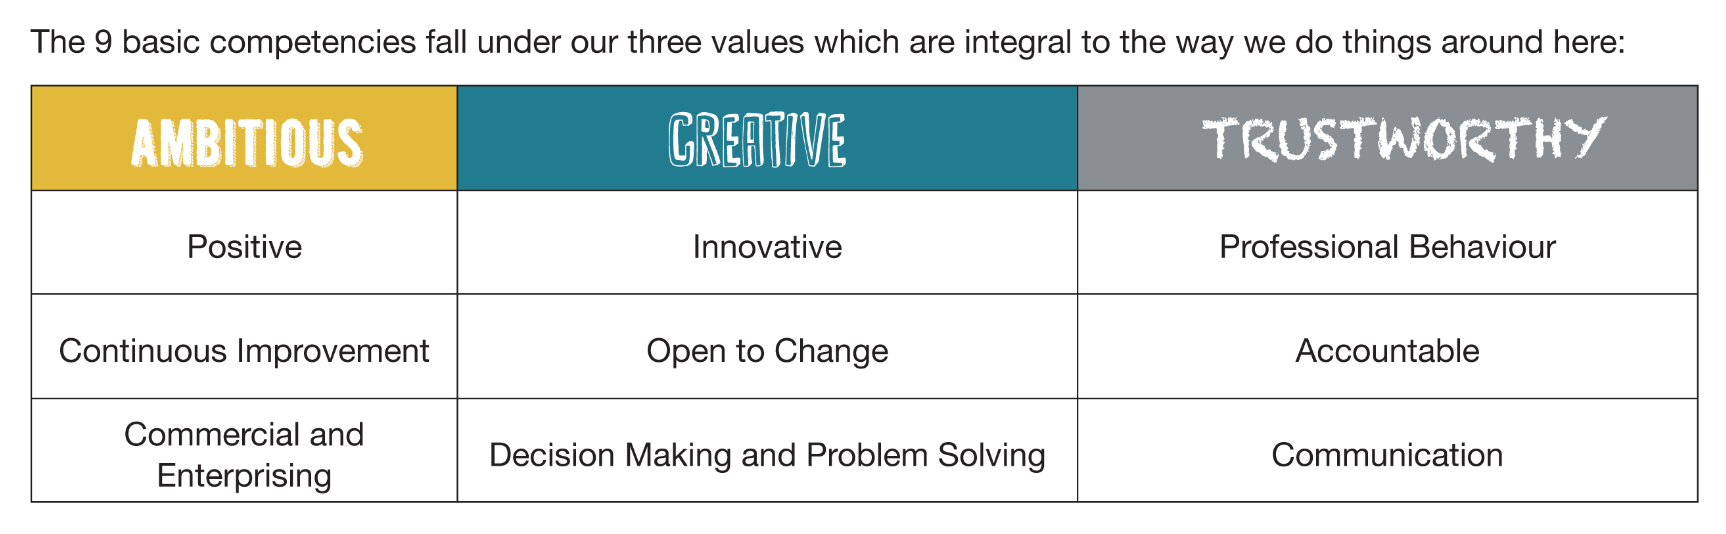 The 9 basic competencies fall under our three values which are integral to the way we do things around here:
AMBITIOUS CREATIVE TRUSTWORTHY
Positive Innovative Professional Behaviour
Continuous Improvement Open to Change Accountable
Commercial and
Enterprising Decision Making and Problem Solving Communication